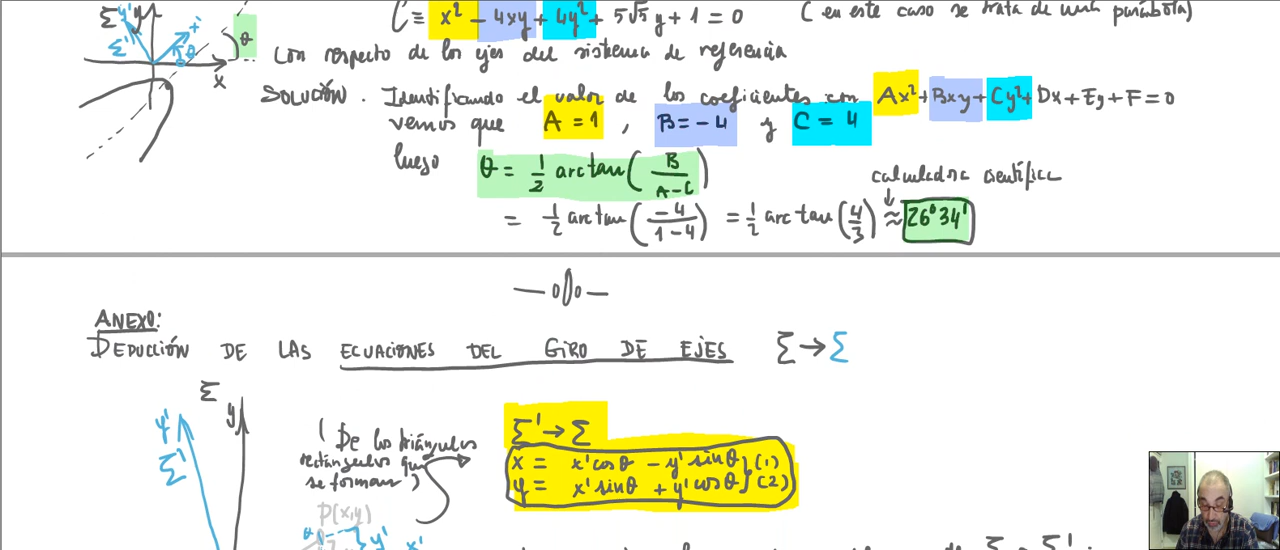 C ≡ x² - 4xy + 4y² + 5√5 y + 1 = 0 (en este caso se trata de una parábola)
Con respecto de los ejes del sistema de referencia
SOLUCIÓN. Identificando el valor de los coeficientes con Ax² + Bxy + Cy² + Dx + Ey + F = 0
vemos que A = 1, B = -4 y C = 4
luego θ = 1/2 arctan(B/(A-C))
calculadora científica
= 1/2 arctan(-4/(1-4)) = 1/2 arctan(4/3) ≈ 26°34'
Σ y y' Σ' x' θ θ x
ANEXO:
DEDUCCIÓN DE LAS ECUACIONES DEL GIRO DE EJES Σ → Σ
Σ
y' y
Σ'
(De los triángulos
rectángulos que
se forman)
P(x,y)
θ y' x'
Σ' → Σ
x = x' cos θ - y' sin θ } (1)
y = x' sin θ + y' cos θ } (2)